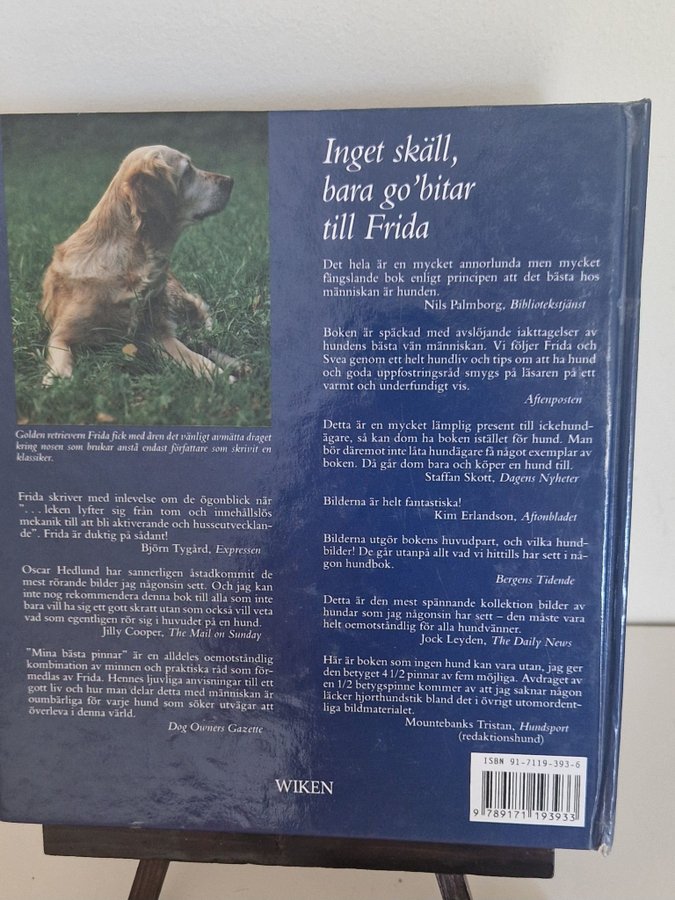 Golden retrievern Frida fick med åren det vänligt avmätta draget
kring nosen som brukar anstå endast författare som skrivit en
klassiker.
Frida skriver med inlevelse om de ögonblick när
"...leken lyfter sig från tom och innehållslös
mekanik till att bli aktiverande och husseutvecklan-
de". Frida är duktig på sådant!
Björn Tygård, Expressen
Oscar Hedlund har sannerligen åstadkommit de
mest rörande bilder jag någonsin sett. Och jag kan
inte nog rekommendera denna bok till alla som inte
bara vill ha sig ett gott skratt utan som också vill veta
vad som egentligen rör sig i huvudet på en hund.
Jilly Cooper, The Mail on Sunday
"Mina bästa pinnar" är en alldeles oemotståndlig
kombination av minnen och praktiska råd som för-
medlas av Frida. Hennes ljuvliga anvisningar till ett
gott liv och hur man delar detta med människan är
oumbärliga för varje hund som söker utvägar att
överleva i denna värld.
Dog Owners Gazette
Inget skäll,
bara go'bitar
till Frida
Det hela är en mycket annorlunda men mycket
fängslande bok enligt principen att det bästa hos
människan är hunden.
Nils Palmborg, Bibliotekstjänst
Boken är späckad med avslöjande iakttagelser av
hundens bästa vän människan. Vi följer Frida och
Svea genom ett helt hundliv och tips om att ha hund
och goda uppfostringsråd smygs på läsaren på ett
varmt och underfundigt vis.
Aftenposten
Detta är en mycket lämplig present till ickehund-
ägare, så kan dom ha boken istället för hund. Man
bör däremot inte låta hundägare få något exemplar av
boken. Då går dom bara och köper en hund till.
Staffan Skott, Dagens Nyheter
Bilderna är helt fantastiska!
Kim Erlandson, Aftonbladet
Bilderna utgör bokens huvudpart, och vilka hund-
bilder! De går utanpå allt vad vi hittills har sett i nå-
gon hundbok.
Bergens Tidende
Detta är den mest spännande kollektion bilder av
hundar som jag någonsin har sett – den måste vara
helt oemotståndlig för alla hundvänner.
Jock Leyden, The Daily News
Här är boken som ingen hund kan vara utan, jag ger
den betyget 4 1/2 pinnar av fem möjliga. Avdraget av
en 1/2 betygspinne kommer av att jag saknar någon
läcker hjorthundstik bland det i övrigt utomordent-
liga bildmaterialet.
Mountebanks Tristan, Hundsport
(redaktionshund)
WIKEN
ISBN 91-7119-393-6
9 789171 193933